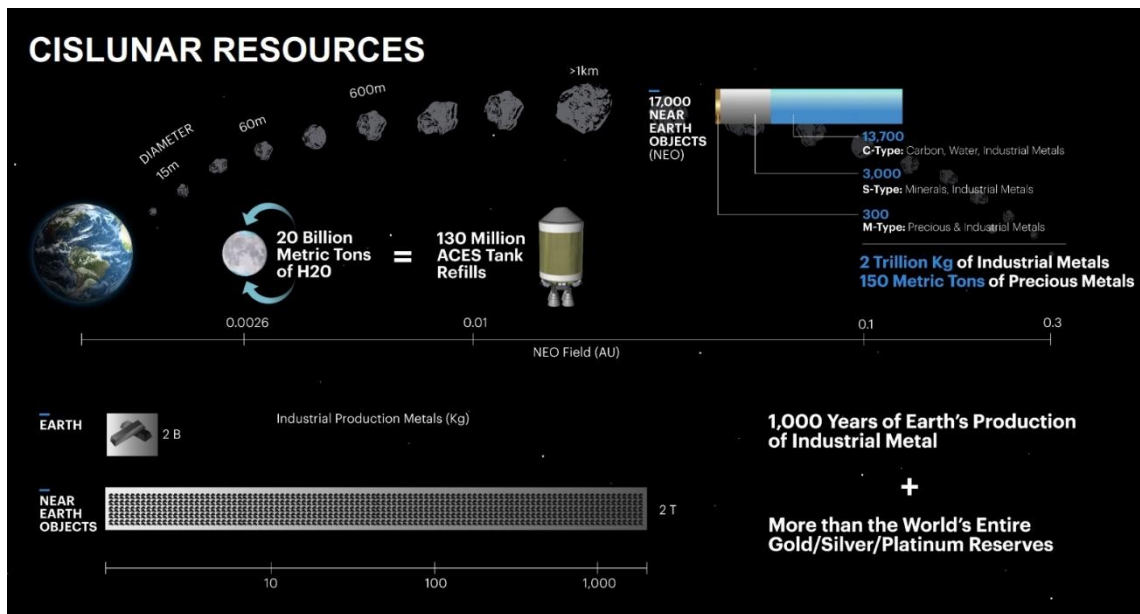 CISLUNAR RESOURCES
DIAMETER
15m
60m
600m
>1km
17,000
NEAR
EARTH
OBJECTS
(NEO)
13,700
C-Type: Carbon, Water, Industrial Metals
3,000
S-Type: Minerals, Industrial Metals
300
M-Type: Precious & Industrial Metals
2 Trillion Kg of Industrial Metals
150 Metric Tons of Precious Metals
20 Billion
Metric Tons
of H20
=
130 Million
ACES Tank
Refills
0.0026
0.01
0.1
0.3
NEO Field (AU)
EARTH
2 B
Industrial Production Metals (Kg)
NEAR
EARTH
OBJECTS
2 T
10
100
1,000
1,000 Years of Earth's Production
of Industrial Metal
+
More than the World's Entire
Gold/Silver/Platinum Reserves